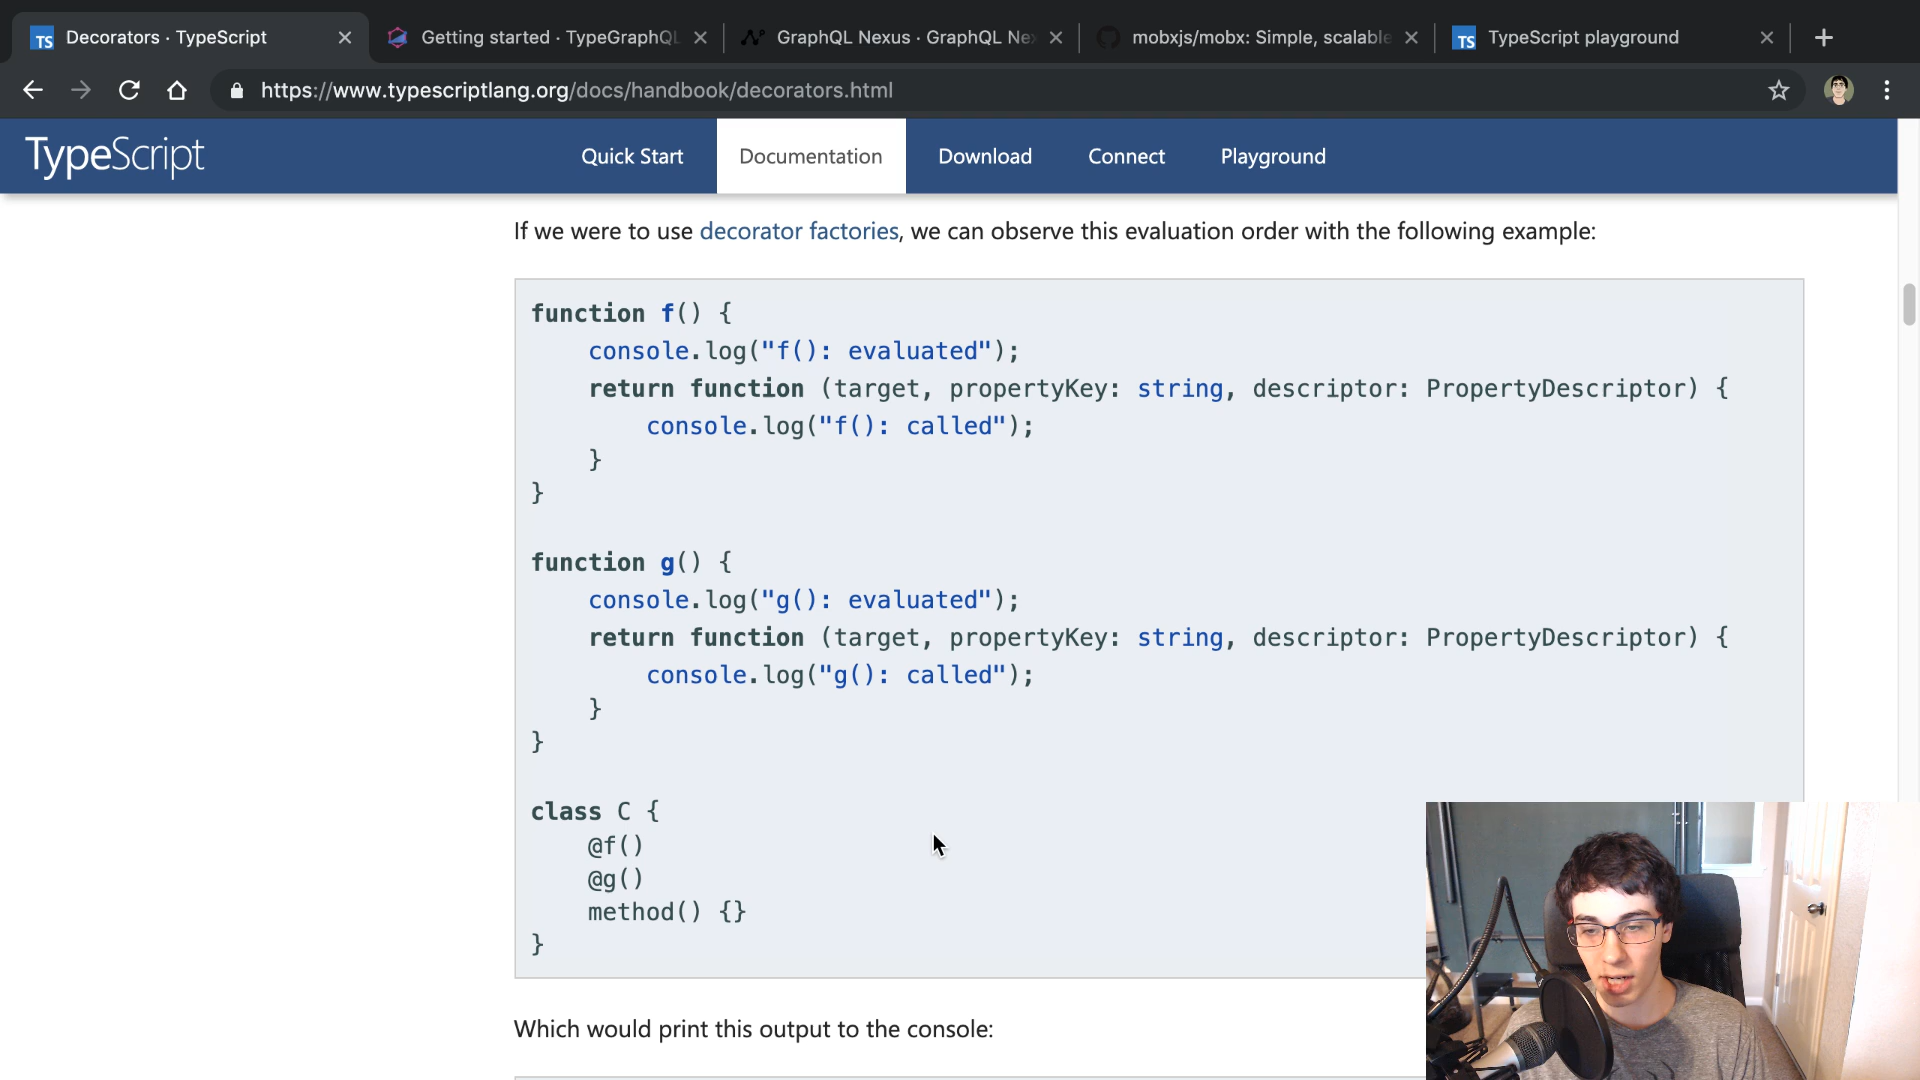 Decorators · TypeScript
Getting started · TypeGraphQL
GraphQL Nexus · GraphQL Nex
mobxjs/mobx: Simple, scalable
TypeScript playground
https://www.typescriptlang.org/docs/handbook/decorators.html
TypeScript
Quick Start
Documentation
Download
Connect
Playground
If we were to use decorator factories, we can observe this evaluation order with the following example:
function f() {
    console.log("f(): evaluated");
    return function (target, propertyKey: string, descriptor: PropertyDescriptor) {
        console.log("f(): called");
    }
}
function g() {
    console.log("g(): evaluated");
    return function (target, propertyKey: string, descriptor: PropertyDescriptor) {
        console.log("g(): called");
    }
}
class C {
    @f()
    @g()
    method() {}
}
Which would print this output to the console: